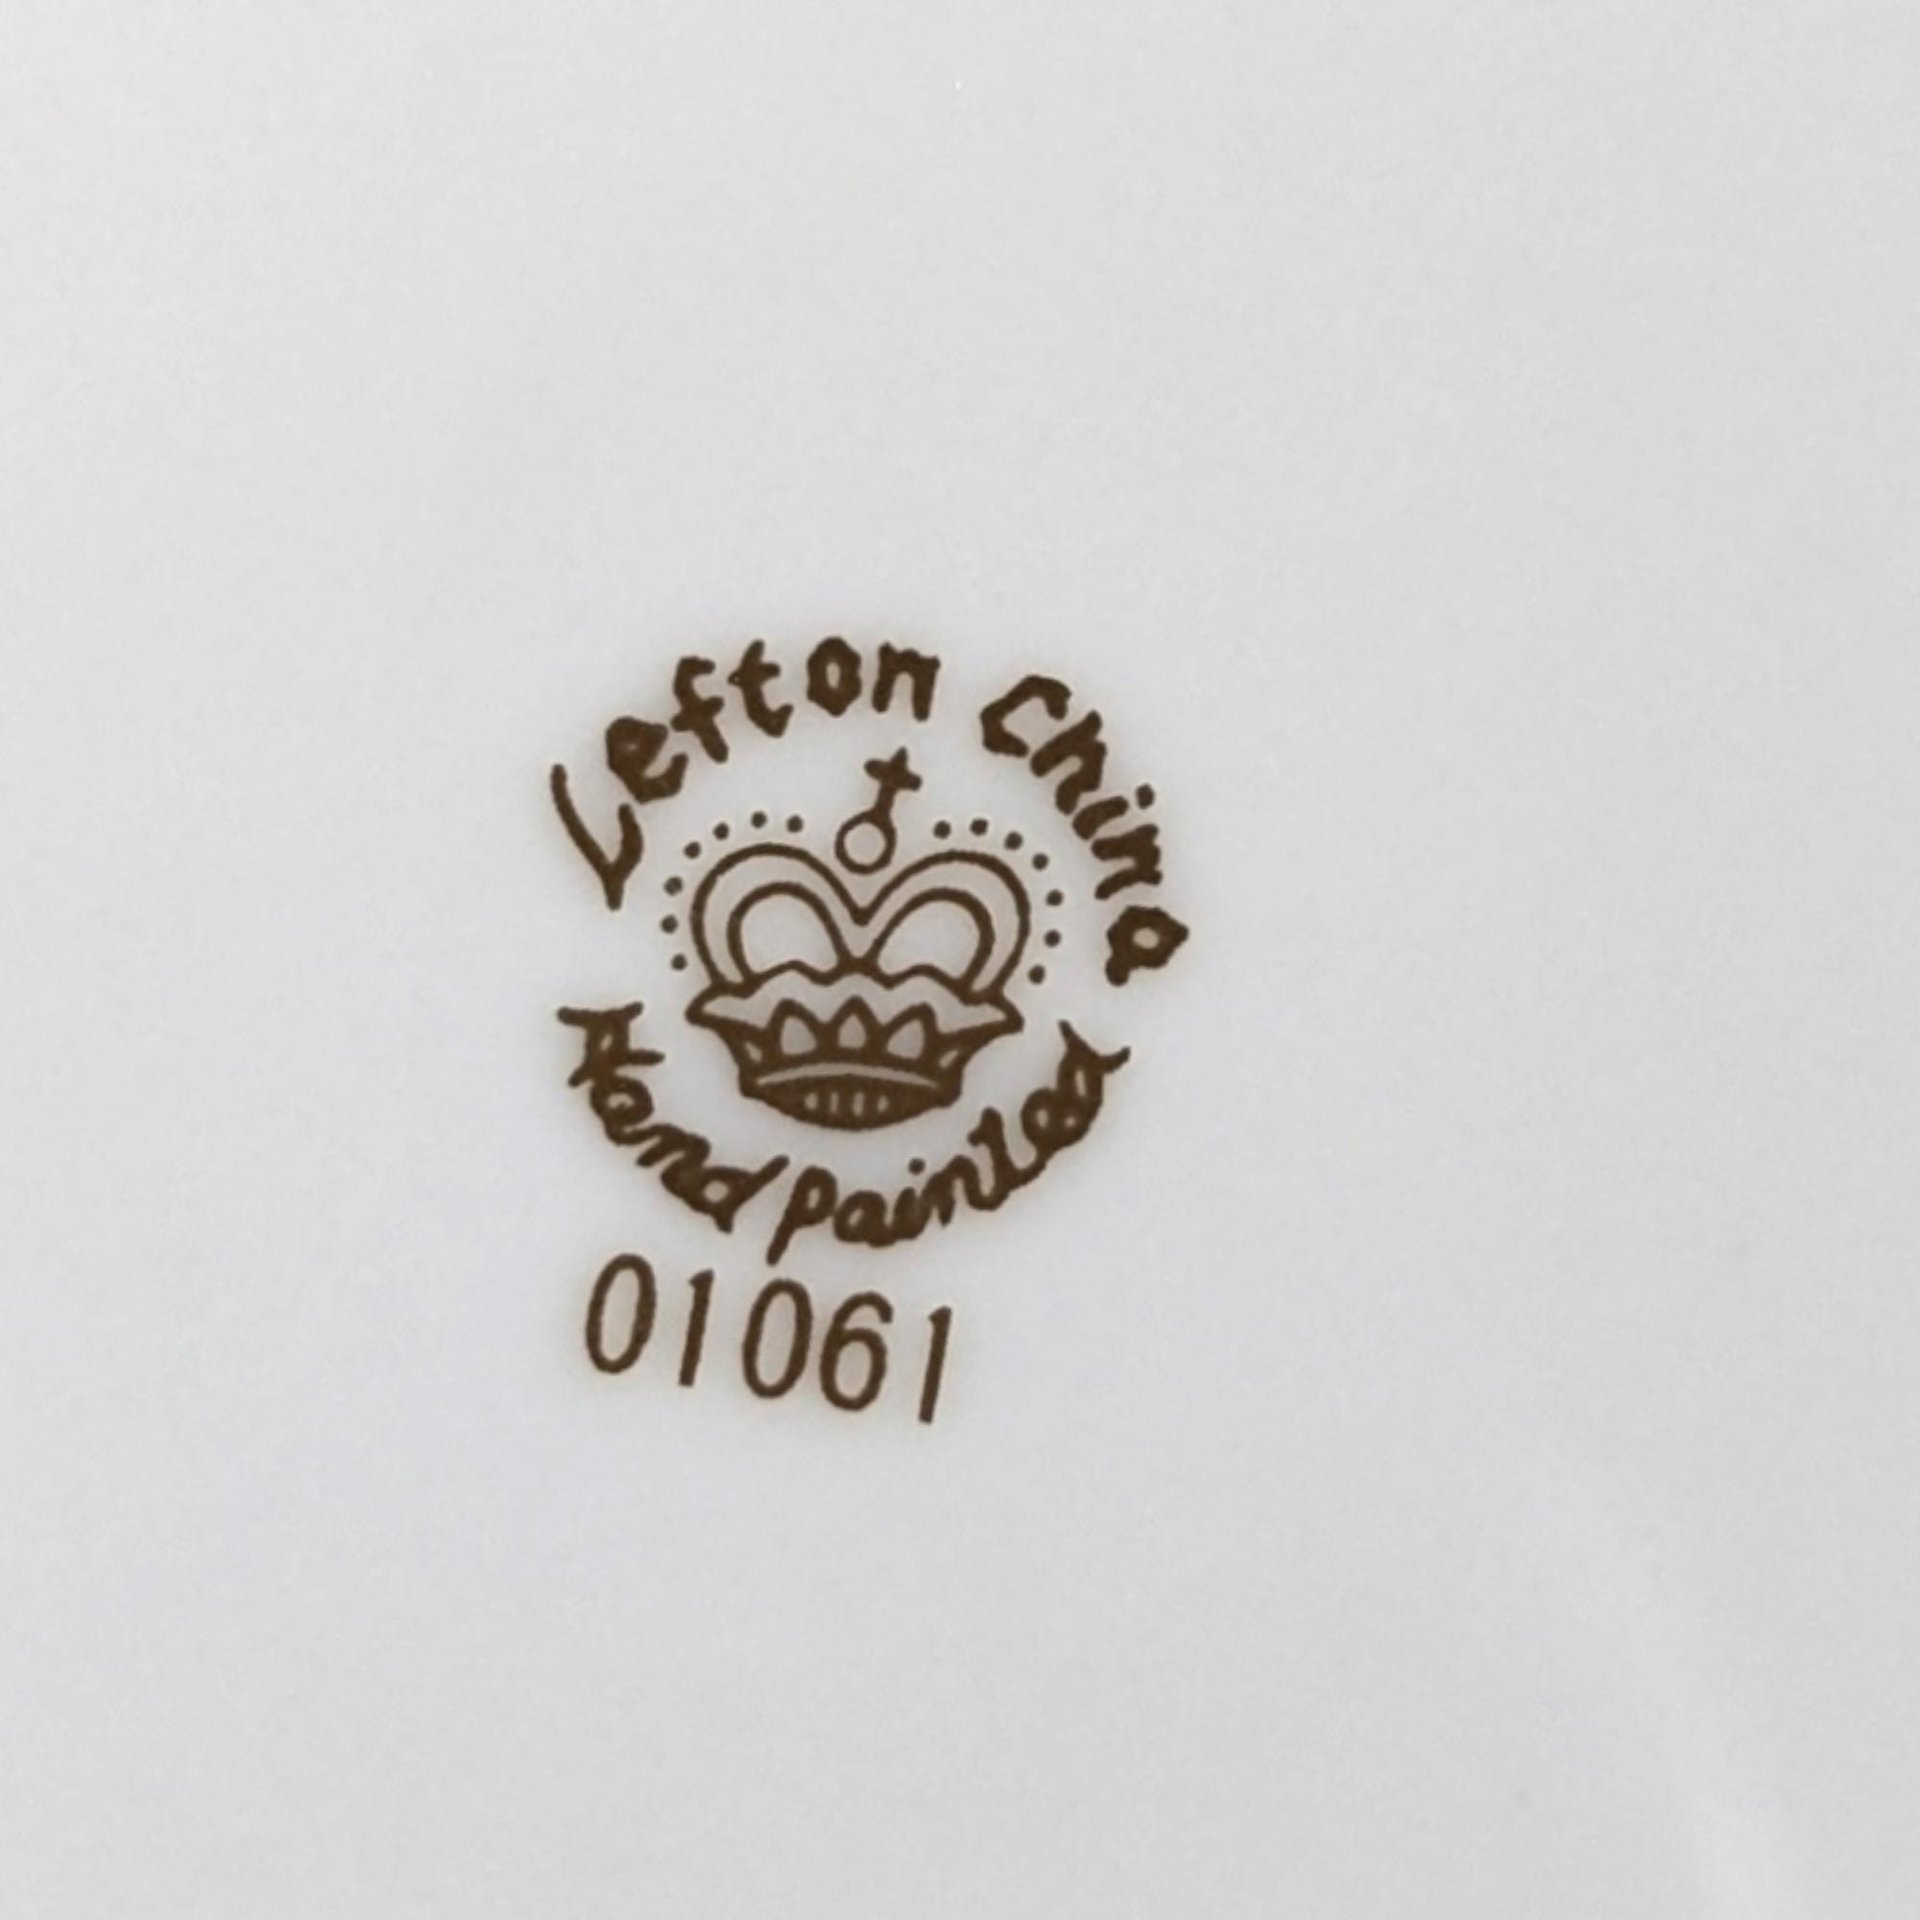 Lefton China
Hand painted
01061